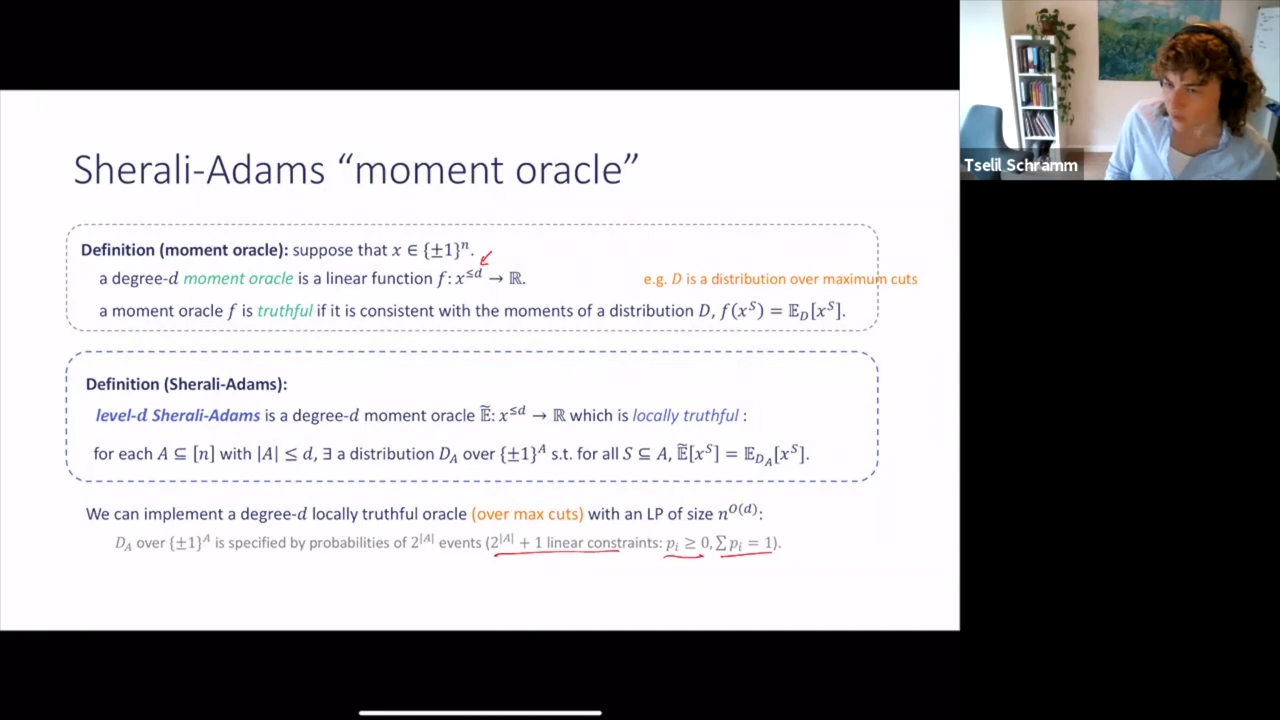 Sherali-Adams “moment oracle”
Definition (moment oracle): suppose that x ∈ {±1}ⁿ.
a degree-d moment oracle is a linear function f: x^{≤d} → ℝ.
e.g. D is a distribution over maximum cuts
a moment oracle f is truthful if it is consistent with the moments of a distribution D, f(x^S) = 𝔼_D[x^S].
Definition (Sherali-Adams):
level-d Sherali-Adams is a degree-d moment oracle 𝔼̃: x^{≤d} → ℝ which is locally truthful :
for each A ⊆ [n] with |A| ≤ d, ∃ a distribution D_A over {±1}^A s.t. for all S ⊆ A, 𝔼̃[x^S] = 𝔼_{D_A}[x^S].
We can implement a degree-d locally truthful oracle (over max cuts) with an LP of size n^{O(d)}:
D_A over {±1}^A is specified by probabilities of 2^{|A|} events (2^{|A|} + 1 linear constraints: p_i ≥ 0, ∑ p_i = 1).
Tselil Schramm